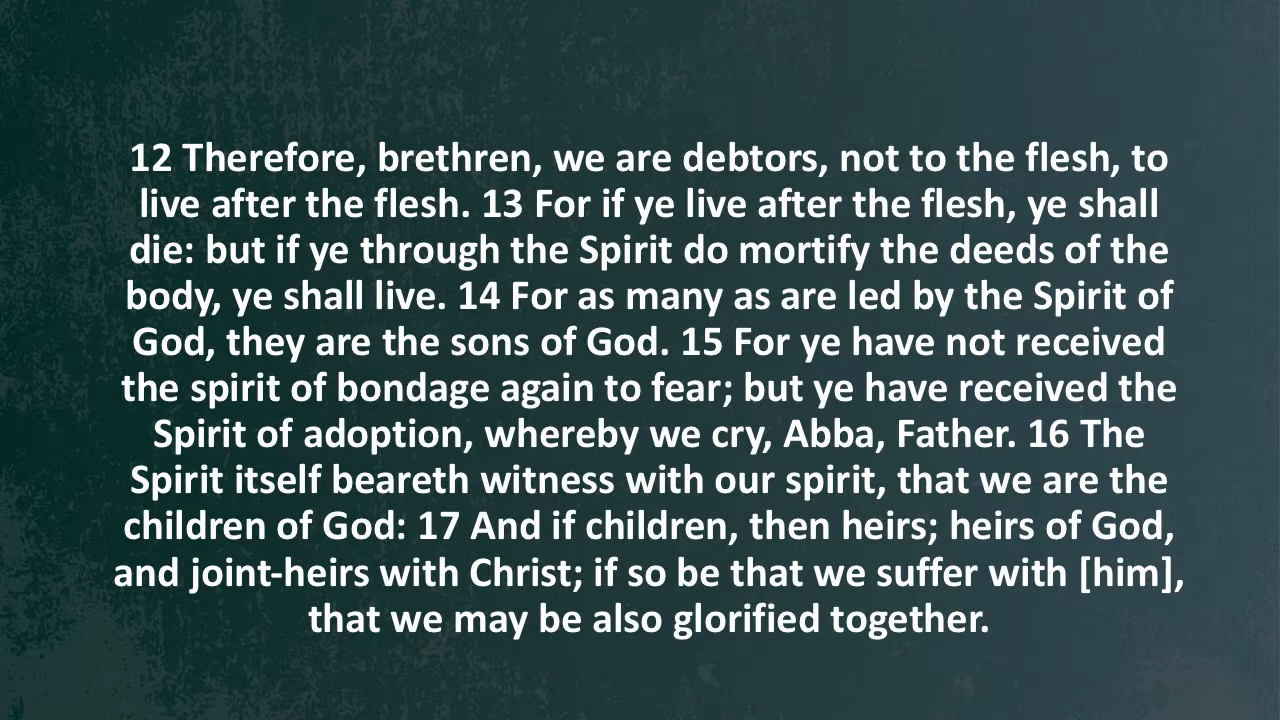 12 Therefore, brethren, we are debtors, not to the flesh, to
live after the flesh. 13 For if ye live after the flesh, ye shall
die: but if ye through the Spirit do mortify the deeds of the
body, ye shall live. 14 For as many as are led by the Spirit of
God, they are the sons of God. 15 For ye have not received
the spirit of bondage again to fear; but ye have received the
Spirit of adoption, whereby we cry, Abba, Father. 16 The
Spirit itself beareth witness with our spirit, that we are the
children of God: 17 And if children, then heirs; heirs of God,
and joint-heirs with Christ; if so be that we suffer with [him],
that we may be also glorified together.